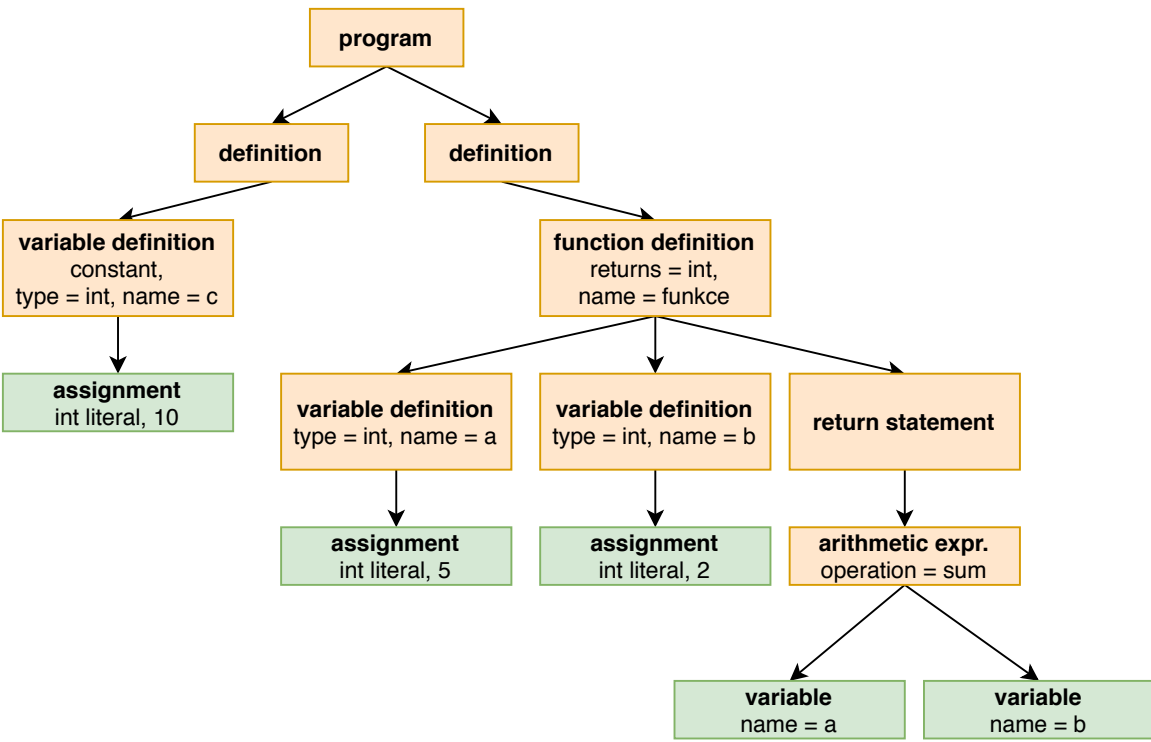 program
definition
definition
variable definition
constant,
type = int, name = c
function definition
returns = int,
name = funkce
assignment
int literal, 10
variable definition
type = int, name = a
variable definition
type = int, name = b
return statement
assignment
int literal, 5
assignment
int literal, 2
arithmetic expr.
operation = sum
variable
name = a
variable
name = b